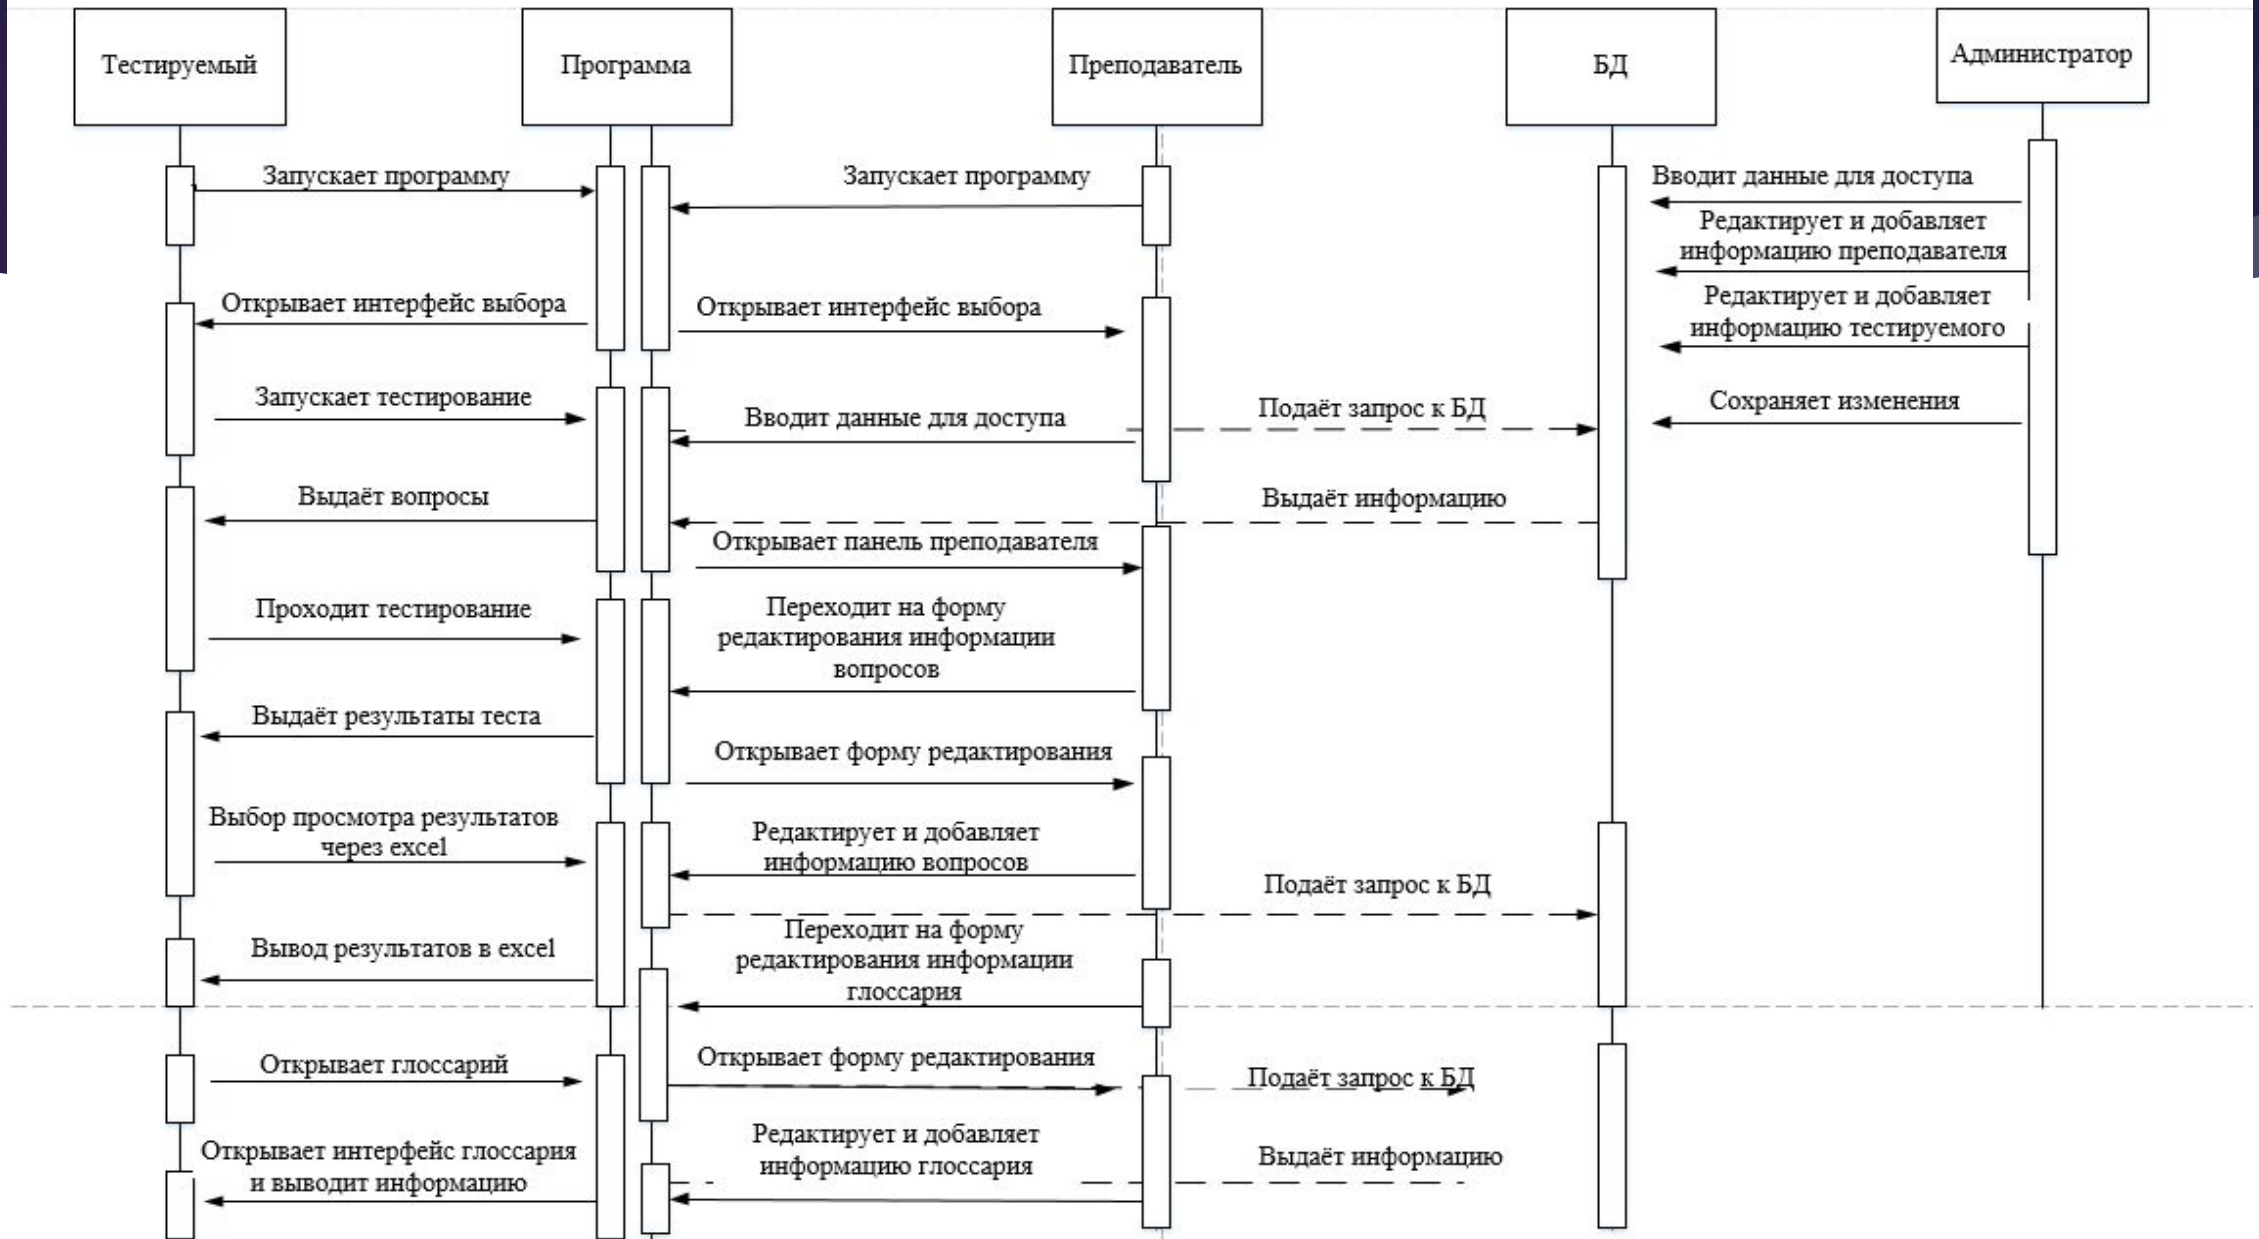 Тестируемый
Программа
Преподаватель
БД
Администратор
Запускает программу
Запускает программу
Вводит данные для доступа
Редактирует и добавляет
информацию преподавателя
Открывает интерфейс выбора
Открывает интерфейс выбора
Редактирует и добавляет
информацию тестируемого
Запускает тестирование
Вводит данные для доступа
Подаёт запрос к БД
Сохраняет изменения
Выдаёт вопросы
Выдаёт информацию
Открывает панель преподавателя
Проходит тестирование
Переходит на форму
редактирования информации
вопросов
Выдаёт результаты теста
Открывает форму редактирования
Выбор просмотра результатов
через excel
Редактирует и добавляет
информацию вопросов
Подаёт запрос к БД
Вывод результатов в excel
Переходит на форму
редактирования информации
глоссария
Открывает глоссарий
Открывает форму редактирования
Подаёт запрос к БД
Открывает интерфейс глоссария
и выводит информацию
Редактирует и добавляет
информацию глоссария
Выдаёт информацию